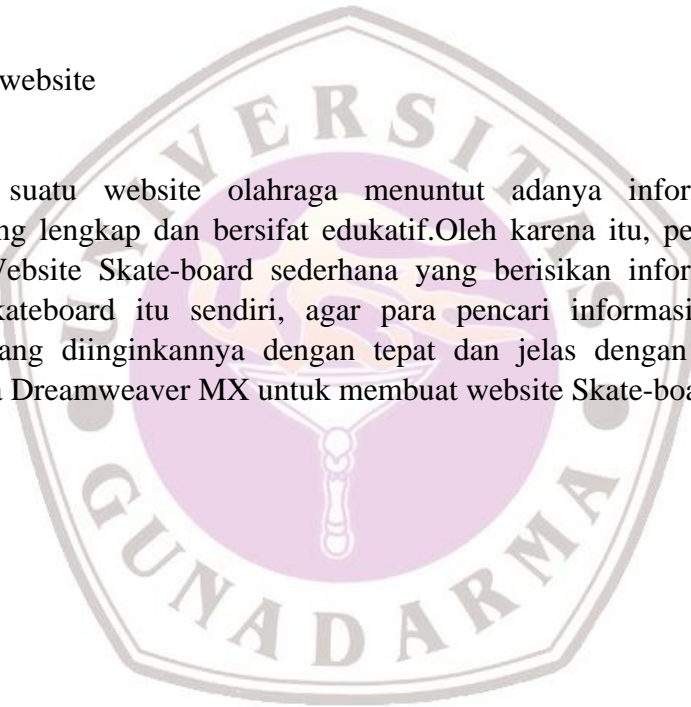 website
suatu website olahraga menuntut adanya infor
ng lengkap dan bersifat edukatif.Oleh karena itu, pe
Website Skate-board sederhana yang berisikan infor
kateboard itu sendiri, agar para pencari informasi
ang diinginkannya dengan tepat dan jelas dengan
a Dreamweaver MX untuk membuat website Skate-boa
UNIVERSITAS
GUNADARMA